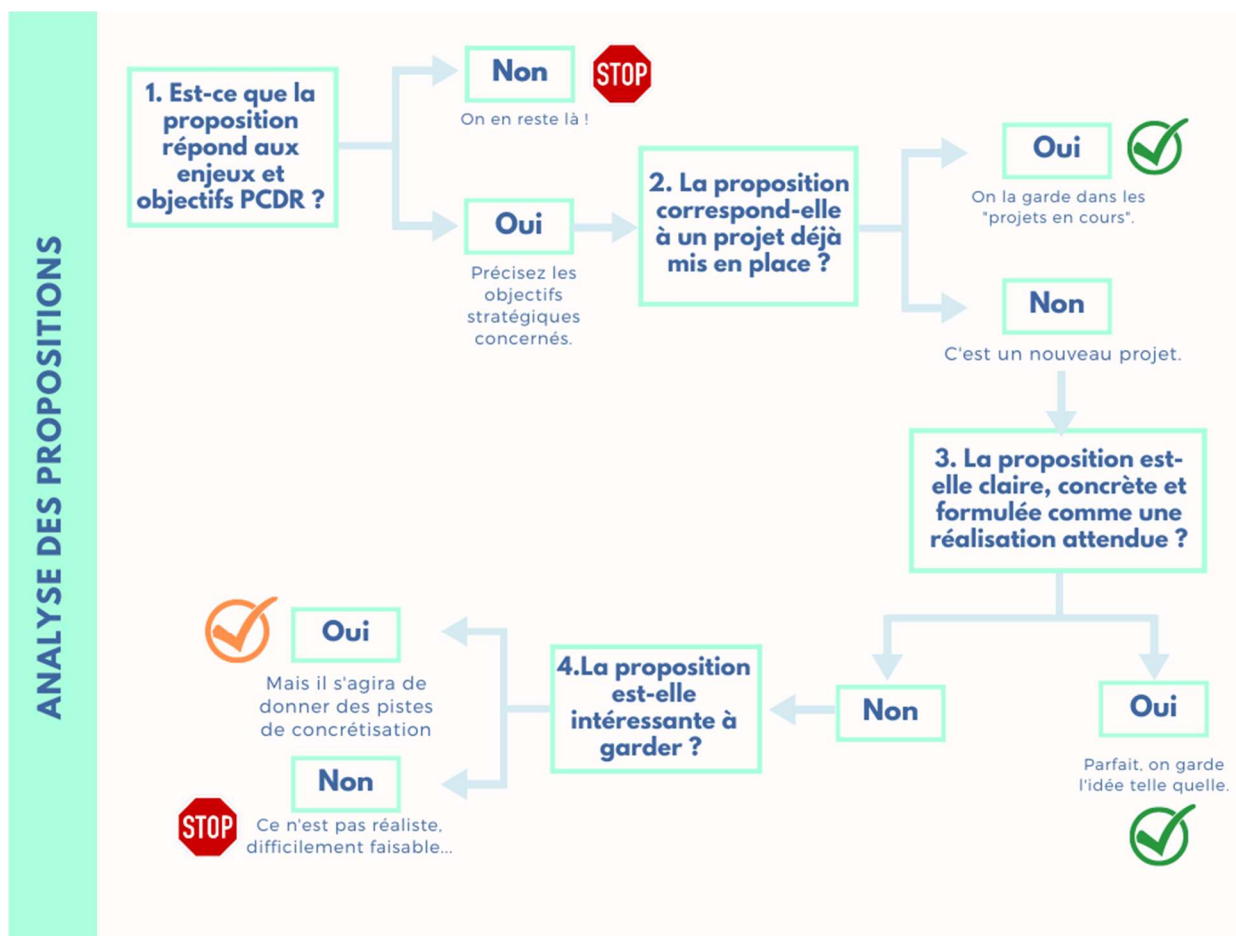 ANALYSE DES PROPOSITIONS
1. Est-ce que la
proposition
répond aux
enjeux et
objectifs PCDR ?
Non
STOP
On en reste là !
Oui
Précisez les
objectifs
stratégiques
concernés.
2. La proposition
correspond-elle
à un projet déjà
mis en place ?
Oui
On la garde dans les
"projets en cours".
Non
C'est un nouveau projet.
3. La proposition est-
elle claire, concrète et
formulée comme une
réalisation attendue ?
Oui
Parfait, on garde
l'idée telle quelle.
Non
4.La proposition
est-elle
intéressante à
garder ?
Oui
Mais il s'agira de
donner des pistes
de concrétisation
Non
STOP
Ce n'est pas réaliste,
difficilement faisable...